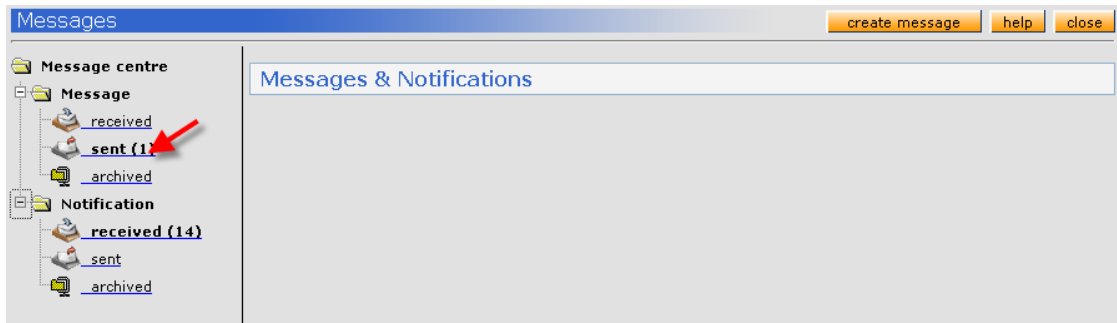 Messages
create message
help
close
Message centre
Messages & Notifications
Message
received
sent (1)
archived
Notification
received (14)
sent
archived